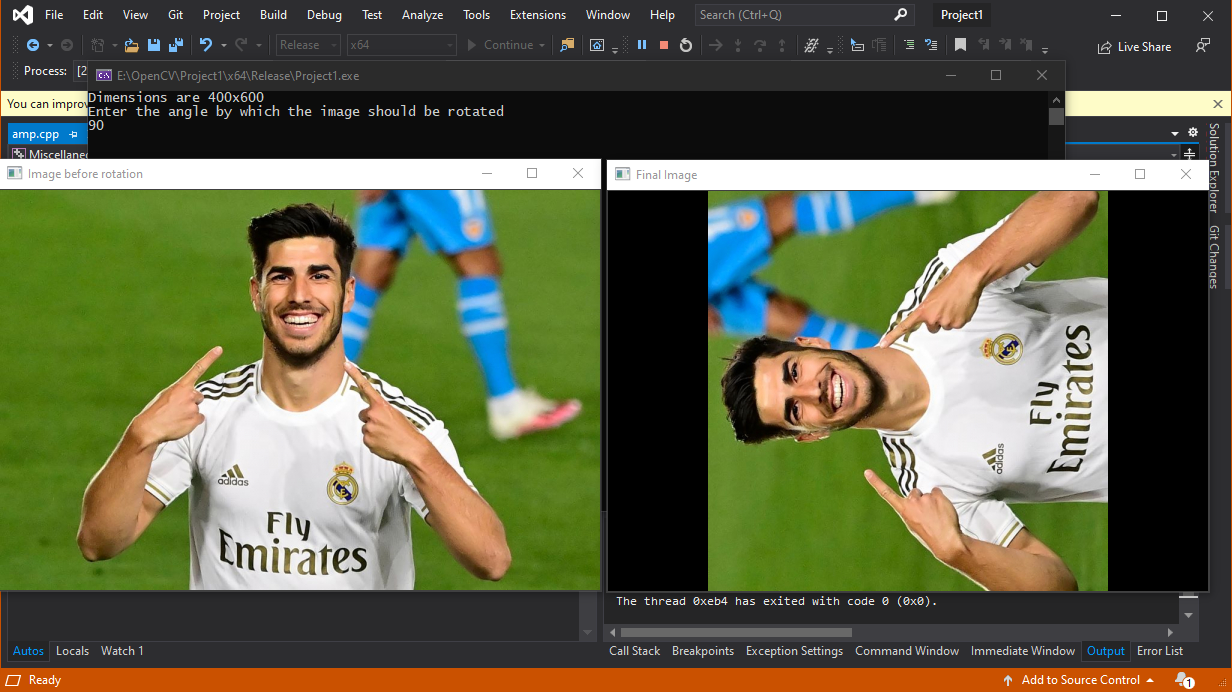 File Edit View Git Project Build Debug Test Analyze Tools Extensions Window Help Search (Ctrl+Q) Project1
Release x64 Continue Live Share
Process: [2
E:\OpenCV\Project1\x64\Release\Project1.exe
Dimensions are 400x600
Enter the angle by which the image should be rotated
90
You can improv
amp.cpp
Miscellane
Solution Explorer
Git Changes
Image before rotation
Final Image
adidas
Fly
Emirates
adidas
Fly
Emirates
The thread 0xeb4 has exited with code 0 (0x0).
Autos Locals Watch 1
Call Stack Breakpoints Exception Settings Command Window Immediate Window Output Error List
Ready
Add to Source Control 1